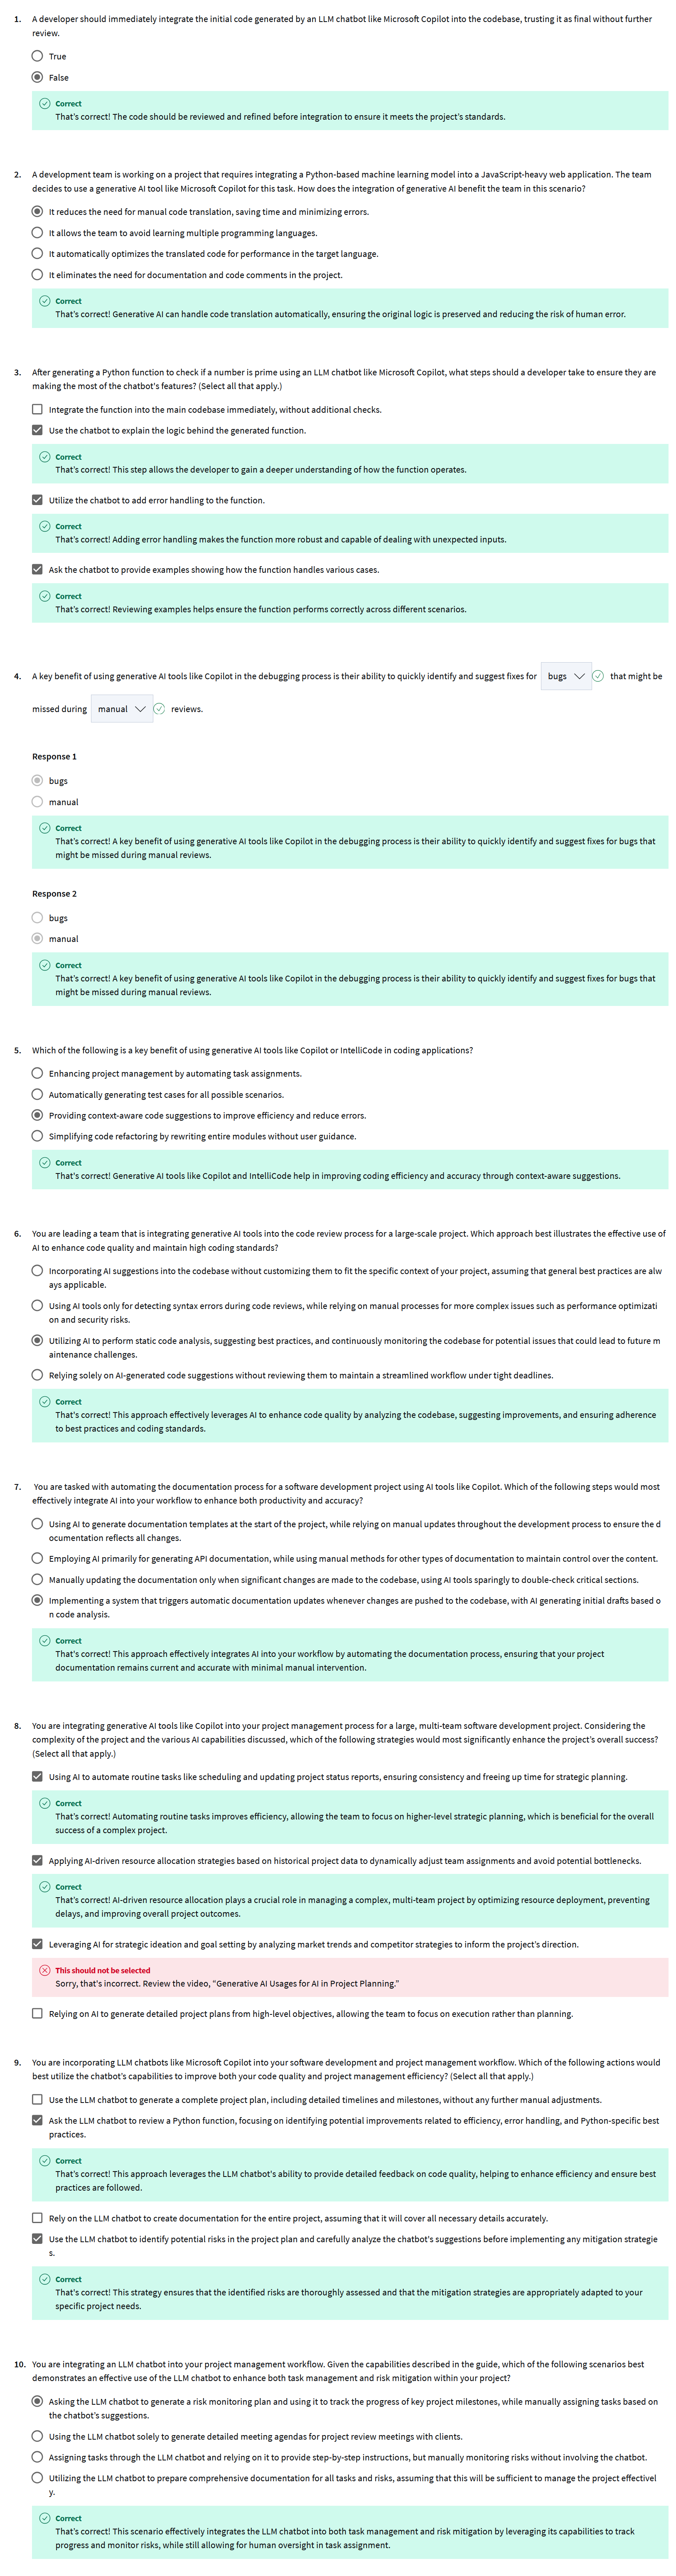 1. A developer should immediately integrate the initial code generated by an LLM chatbot like Microsoft Copilot into the codebase, trusting it as final without further
review.
True
False
Correct
That's correct! The code should be reviewed and refined before integration to ensure it meets the project's standards.
2. A development team is working on a project that requires integrating a Python-based machine learning model into a JavaScript-heavy web application. The team
decides to use a generative AI tool like Microsoft Copilot for this task. How does the integration of generative AI benefit the team in this scenario?
It reduces the need for manual code translation, saving time and minimizing errors.
It allows the team to avoid learning multiple programming languages.
It automatically optimizes the translated code for performance in the target language.
It eliminates the need for documentation and code comments in the project.
Correct
That's correct! Generative AI can handle code translation automatically, ensuring the original logic is preserved and reducing the risk of human error.
3. After generating a Python function to check if a number is prime using an LLM chatbot like Microsoft Copilot, what steps should a developer take to ensure they are
making the most of the chatbot's features? (Select all that apply.)
Integrate the function into the main codebase immediately, without additional checks.
Use the chatbot to explain the logic behind the generated function.
Correct
That's correct! This step allows the developer to gain a deeper understanding of how the function operates.
Utilize the chatbot to add error handling to the function.
Correct
That's correct! Adding error handling makes the function more robust and capable of dealing with unexpected inputs.
Ask the chatbot to provide examples showing how the function handles various cases.
Correct
That's correct! Reviewing examples helps ensure the function performs correctly across different scenarios.
4. A key benefit of using generative AI tools like Copilot in the debugging process is their ability to quickly identify and suggest fixes for bugs that might be
missed during manual reviews.
Response 1
bugs
manual
Correct
That's correct! A key benefit of using generative AI tools like Copilot in the debugging process is their ability to quickly identify and suggest fixes for bugs that
might be missed during manual reviews.
Response 2
bugs
manual
Correct
That's correct! A key benefit of using generative AI tools like Copilot in the debugging process is their ability to quickly identify and suggest fixes for bugs that
might be missed during manual reviews.
5. Which of the following is a key benefit of using generative AI tools like Copilot or IntelliCode in coding applications?
Enhancing project management by automating task assignments.
Automatically generating test cases for all possible scenarios.
Providing context-aware code suggestions to improve efficiency and reduce errors.
Simplifying code refactoring by rewriting entire modules without user guidance.
Correct
That's correct! Generative AI tools like Copilot and IntelliCode help in improving coding efficiency and accuracy through context-aware suggestions.
6. You are leading a team that is integrating generative AI tools into the code review process for a large-scale project. Which approach best illustrates the effective use of
AI to enhance code quality and maintain high coding standards?
Incorporating AI suggestions into the codebase without customizing them to fit the specific context of your project, assuming that general best practices are alw
ays applicable.
Using AI tools only for detecting syntax errors during code reviews, while relying on manual processes for more complex issues such as performance optimizati
on and security risks.
Utilizing AI to perform static code analysis, suggesting best practices, and continuously monitoring the codebase for potential issues that could lead to future m
aintenance challenges.
Relying solely on AI-generated code suggestions without reviewing them to maintain a streamlined workflow under tight deadlines.
Correct
That's correct! This approach effectively leverages AI to enhance code quality by analyzing the codebase, suggesting improvements, and ensuring adherence
to best practices and coding standards.
7. You are tasked with automating the documentation process for a software development project using AI tools like Copilot. Which of the following steps would most
effectively integrate AI into your workflow to enhance both productivity and accuracy?
Using AI to generate documentation templates at the start of the project, while relying on manual updates throughout the development process to ensure the d
ocumentation reflects all changes.
Employing AI primarily for generating API documentation, while using manual methods for other types of documentation to maintain control over the content.
Manually updating the documentation only when significant changes are made to the codebase, using AI tools sparingly to double-check critical sections.
Implementing a system that triggers automatic documentation updates whenever changes are pushed to the codebase, with AI generating initial drafts based o
n code analysis.
Correct
That's correct! This approach effectively integrates AI into your workflow by automating the documentation process, ensuring that your project
documentation remains current and accurate with minimal manual intervention.
8. You are integrating generative AI tools like Copilot into your project management process for a large, multi-team software development project. Considering the
complexity of the project and the various AI capabilities discussed, which of the following strategies would most significantly enhance the project's overall success?
(Select all that apply.)
Using AI to automate routine tasks like scheduling and updating project status reports, ensuring consistency and freeing up time for strategic planning.
Correct
That's correct! Automating routine tasks improves efficiency, allowing the team to focus on higher-level strategic planning, which is beneficial for the overall
success of a complex project.
Applying AI-driven resource allocation strategies based on historical project data to dynamically adjust team assignments and avoid potential bottlenecks.
Correct
That's correct! AI-driven resource allocation plays a crucial role in managing a complex, multi-team project by optimizing resource deployment, preventing
delays, and improving overall project outcomes.
Leveraging AI for strategic ideation and goal setting by analyzing market trends and competitor strategies to inform the project's direction.
This should not be selected
Sorry, that's incorrect. Review the video, "Generative AI Usages for AI in Project Planning."
Relying on AI to generate detailed project plans from high-level objectives, allowing the team to focus on execution rather than planning.
9. You are incorporating LLM chatbots like Microsoft Copilot into your software development and project management workflow. Which of the following actions would
best utilize the chatbot's capabilities to improve both your code quality and project management efficiency? (Select all that apply.)
Use the LLM chatbot to generate a complete project plan, including detailed timelines and milestones, without any further manual adjustments.
Ask the LLM chatbot to review a Python function, focusing on identifying potential improvements related to efficiency, error handling, and Python-specific best
practices.
Correct
That's correct! This approach leverages the LLM chatbot's ability to provide detailed feedback on code quality, helping to enhance efficiency and ensure best
practices are followed.
Rely on the LLM chatbot to create documentation for the entire project, assuming that it will cover all necessary details accurately.
Use the LLM chatbot to identify potential risks in the project plan and carefully analyze the chatbot's suggestions before implementing any mitigation strategie
s.
Correct
That's correct! This strategy ensures that the identified risks are thoroughly assessed and that the mitigation strategies are appropriately adapted to your
specific project needs.
10. You are integrating an LLM chatbot into your project management workflow. Given the capabilities described in the guide, which of the following scenarios best
demonstrates an effective use of the LLM chatbot to enhance both task management and risk mitigation within your project?
Asking the LLM chatbot to generate a risk monitoring plan and using it to track the progress of key project milestones, while manually assigning tasks based on
the chatbot's suggestions.
Using the LLM chatbot solely to generate detailed meeting agendas for project review meetings with clients.
Assigning tasks through the LLM chatbot and relying on it to provide step-by-step instructions, but manually monitoring risks without involving the chatbot.
Utilizing the LLM chatbot to prepare comprehensive documentation for all tasks and risks, assuming that this will be sufficient to manage the project effectivel
y.
Correct
That's correct! This scenario effectively integrates the LLM chatbot into both task management and risk mitigation by leveraging its capabilities to track
progress and monitor risks, while still allowing for human oversight in task assignment.